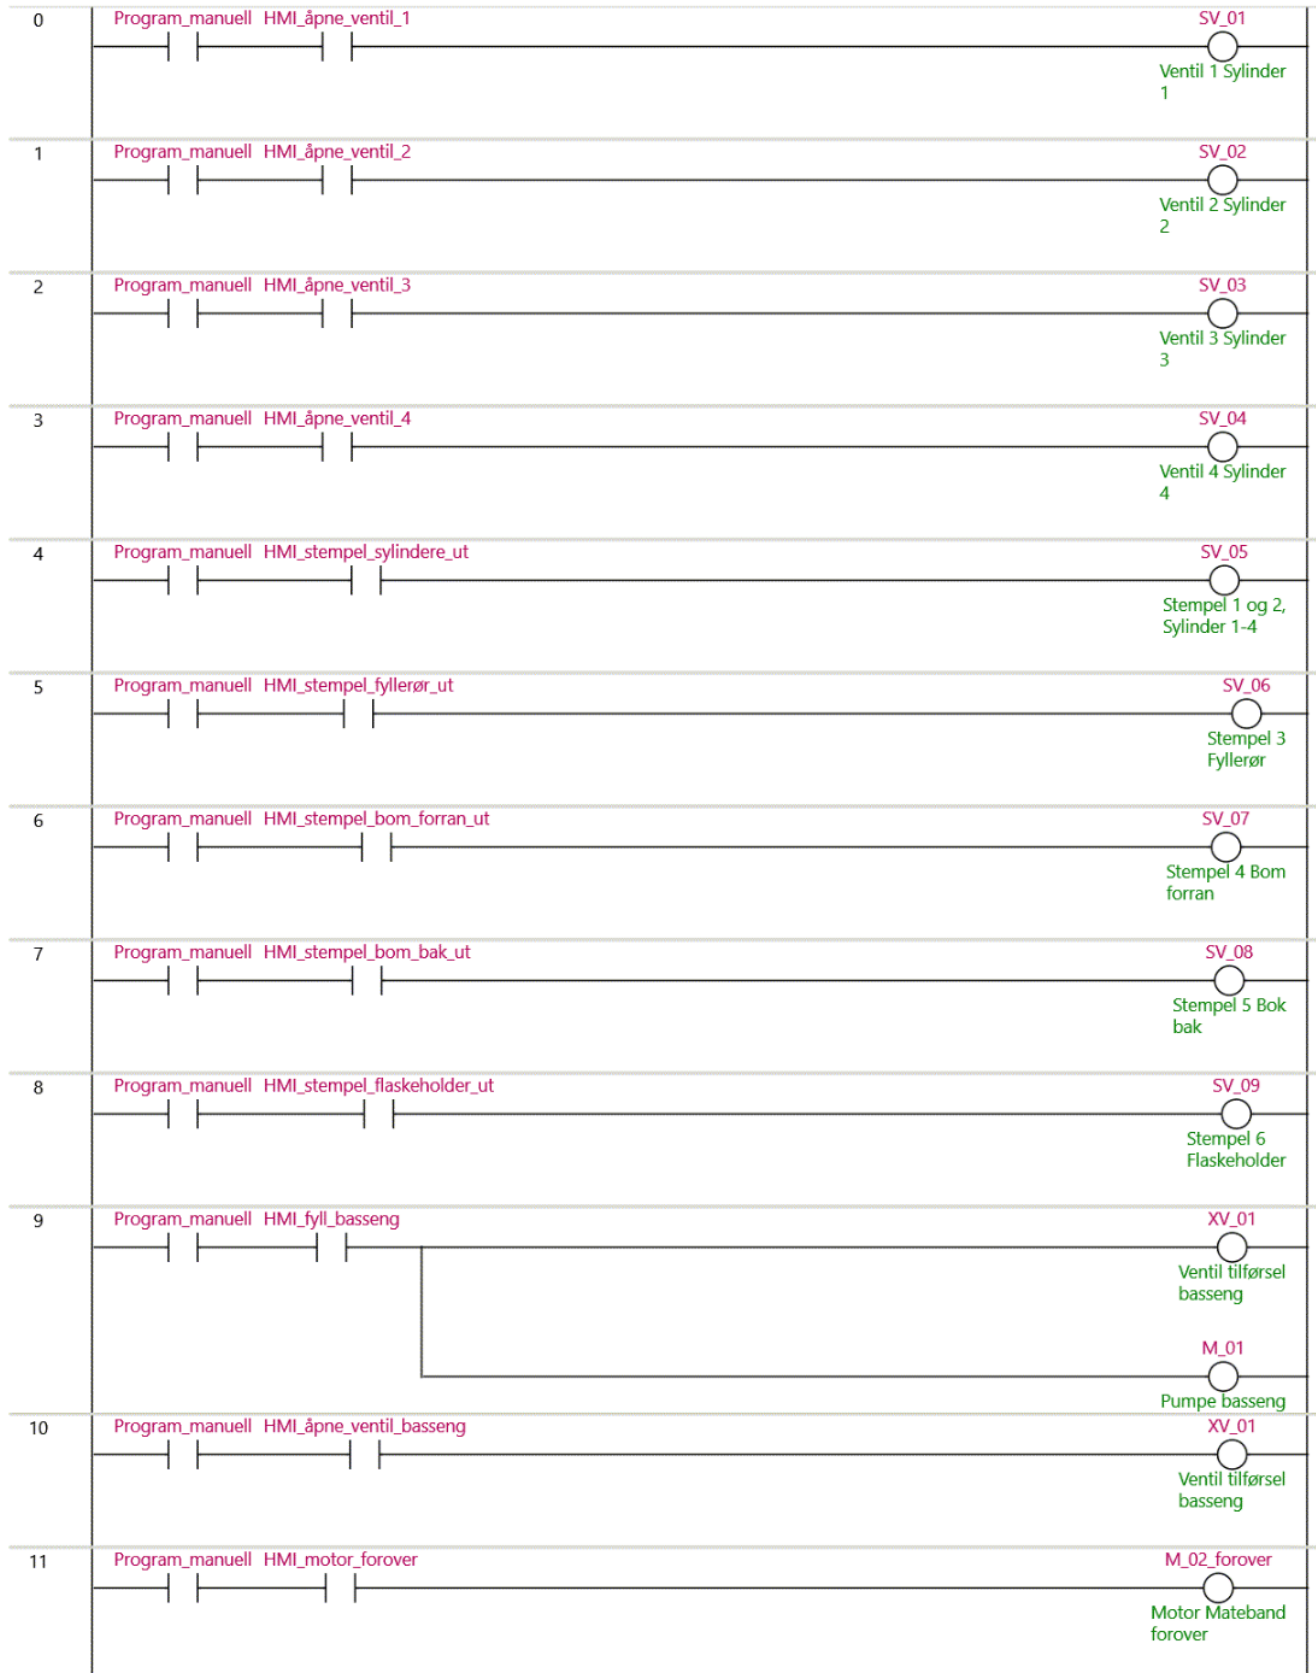 0
Program_manuell HMI_åpne_ventil_1 SV_01
Ventil 1 Sylinder
1
1
Program_manuell HMI_åpne_ventil_2 SV_02
Ventil 2 Sylinder
2
2
Program_manuell HMI_åpne_ventil_3 SV_03
Ventil 3 Sylinder
3
3
Program_manuell HMI_åpne_ventil_4 SV_04
Ventil 4 Sylinder
4
4
Program_manuell HMI_stempel_sylindere_ut SV_05
Stempel 1 og 2,
Sylinder 1-4
5
Program_manuell HMI_stempel_fyllerør_ut SV_06
Stempel 3
Fyllerør
6
Program_manuell HMI_stempel_bom_forran_ut SV_07
Stempel 4 Bom
forran
7
Program_manuell HMI_stempel_bom_bak_ut SV_08
Stempel 5 Bok
bak
8
Program_manuell HMI_stempel_flaskeholder_ut SV_09
Stempel 6
Flaskeholder
9
Program_manuell HMI_fyll_basseng XV_01
Ventil tilførsel
basseng
M_01
Pumpe basseng
10
Program_manuell HMI_åpne_ventil_basseng XV_01
Ventil tilførsel
basseng
11
Program_manuell HMI_motor_forover M_02_forover
Motor Mateband
forover